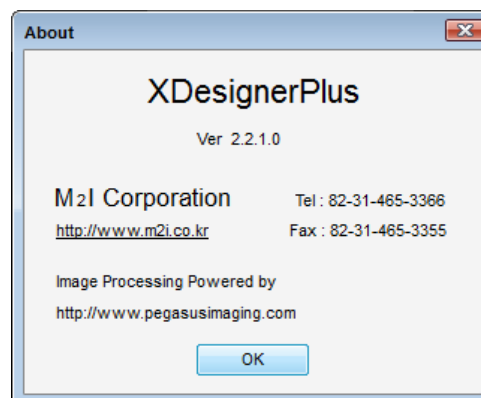 About
XDesignerPlus
Ver 2.2.1.0
M2I Corporation
Tel : 82-31-465-3366
http://www.m2i.co.kr
Fax : 82-31-465-3355
Image Processing Powered by
http://www.pegasusimaging.com
OK